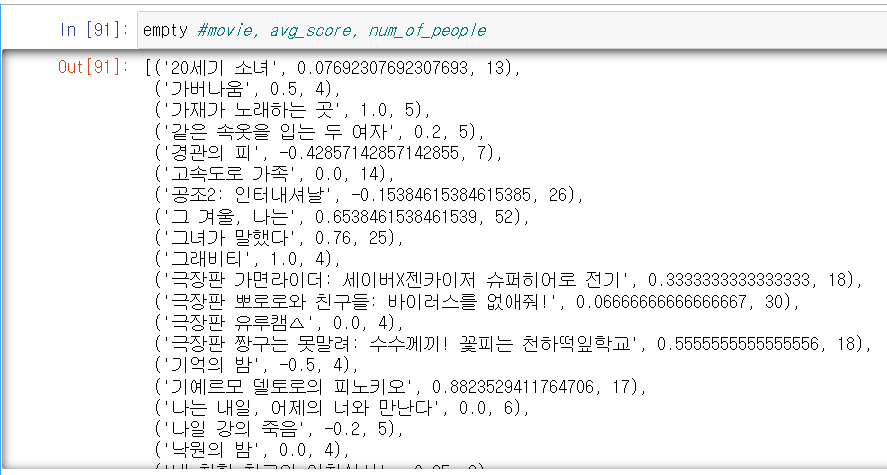 In [91]: empty #movie, avg_score, num_of_people
Out[91]: [('20세기 소녀', 0.07692307692307693, 13),
('가버나움', 0.5, 4),
('가재가 노래하는 곳', 1.0, 5),
('같은 속옷을 입는 두 여자', 0.2, 5),
('경관의 피', -0.42857142857142855, 7),
('고속도로 가족', 0.0, 14),
('공조2: 인터내셔날', -0.15384615384615385, 26),
('그 겨울, 나는', 0.6538461538461539, 52),
('그녀가 말했다', 0.76, 25),
('그래비티', 1.0, 4),
('극장판 가면라이더: 세이버X젠카이저 슈퍼히어로 전기', 0.3333333333333333, 18),
('극장판 뽀로로와 친구들: 바이러스를 없애줘!', 0.06666666666666667, 30),
('극장판 유루캠△', 0.0, 4),
('극장판 짱구는 못말려: 수수께끼! 꽃피는 천하떡잎학교', 0.5555555555555556, 18),
('기억의 밤', -0.5, 4),
('기예르모 델토로의 피노키오', 0.8823529411764706, 17),
('나는 내일, 어제의 너와 만난다', 0.0, 6),
('나일 강의 죽음', -0.2, 5),
('낙원의 밤', 0.0, 4),